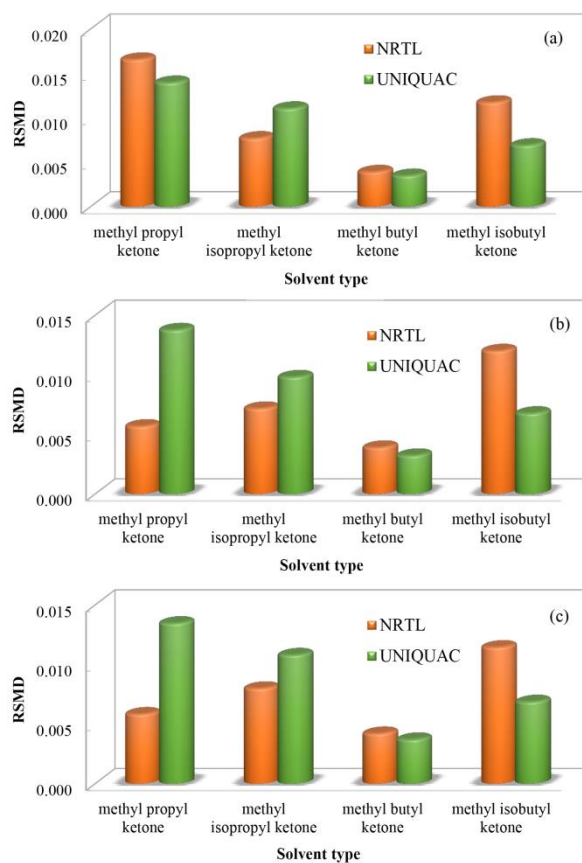 (a)
0.020
0.015
0.010
0.005
0.000
RSMD
NRTL
UNIQUAC
methyl propyl
ketone
methyl
isopropyl ketone
methyl butyl
ketone
methyl isobutyl
ketone
Solvent type
(b)
0.015
0.010
0.005
0.000
RSMD
NRTL
UNIQUAC
methyl propyl
ketone
methyl
isopropyl ketone
methyl butyl
ketone
methyl isobutyl
ketone
Solvent type
(c)
0.015
0.010
0.005
0.000
RSMD
NRTL
UNIQUAC
methyl propyl
ketone
methyl
isopropyl ketone
methyl butyl
ketone
methyl isobutyl
ketone
Solvent type